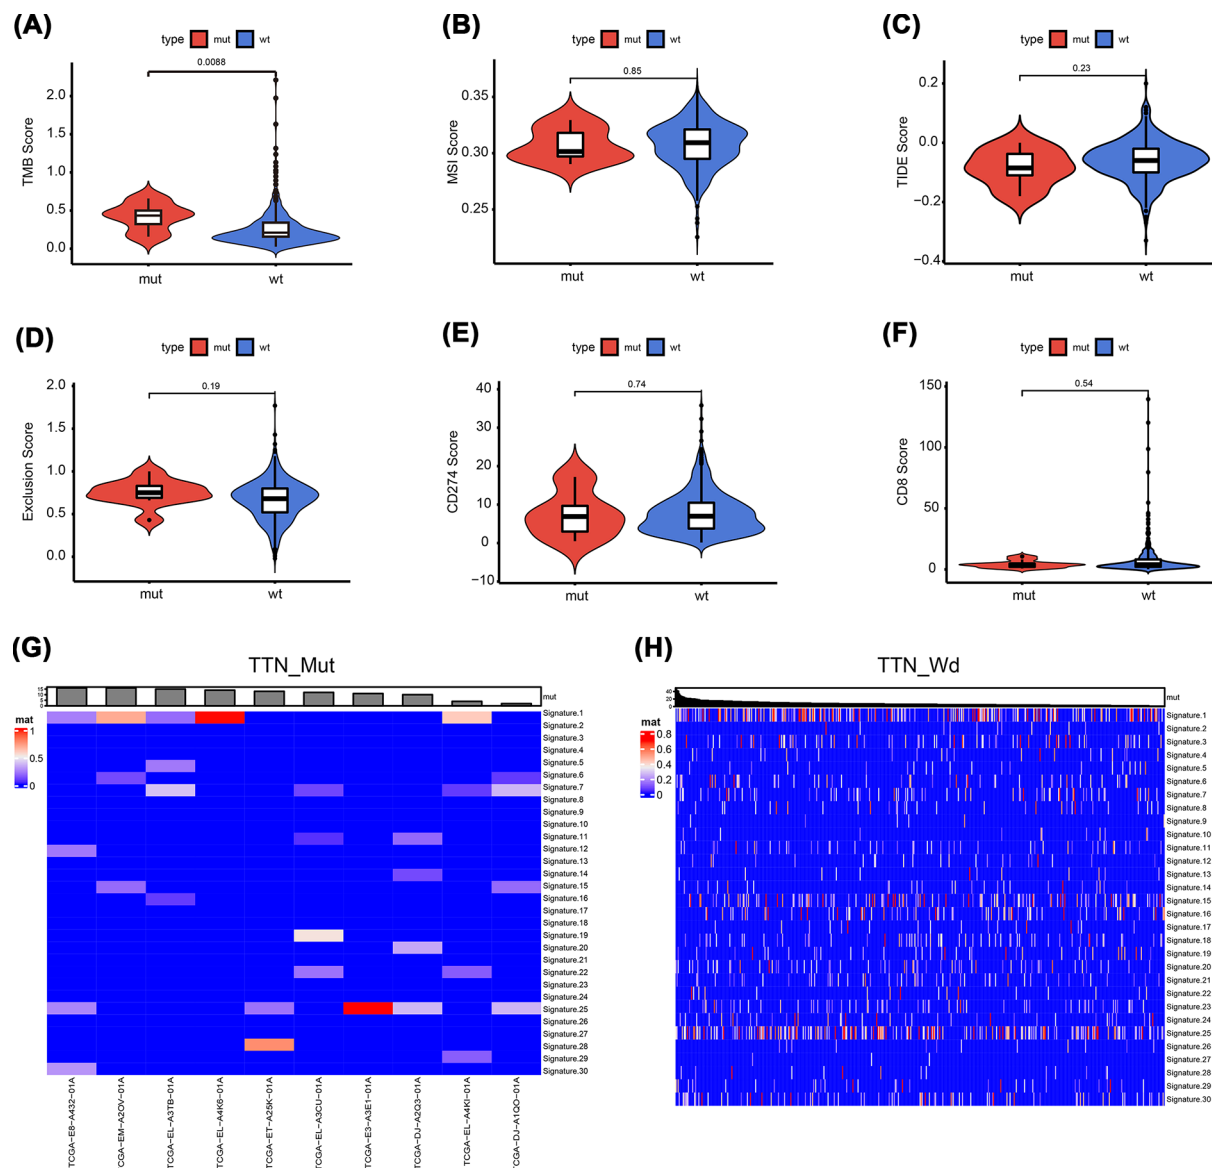 (A)
type mut wt
0.0088
TMB Score
2.0
1.5
1.0
0.5
0.0
mut wt
(B)
type mut wt
0.85
MSI Score
0.35
0.30
0.25
mut wt
(C)
type mut wt
0.23
TIDE Score
0.2
0.0
−0.2
−0.4
mut wt
(D)
type mut wt
0.19
Exclusion Score
2.0
1.5
1.0
0.5
0.0
mut wt
(E)
type mut wt
0.74
CD274 Score
40
30
20
10
0
−10
mut wt
(F)
type mut wt
0.54
CD8 Score
150
100
50
0
mut wt
(G)
TTN_Mut
15
10
5
0
mut
mat
1
0.5
0
Signature.1
Signature.2
Signature.3
Signature.4
Signature.5
Signature.6
Signature.7
Signature.8
Signature.9
Signature.10
Signature.11
Signature.12
Signature.13
Signature.14
Signature.15
Signature.16
Signature.17
Signature.18
Signature.19
Signature.20
Signature.21
Signature.22
Signature.23
Signature.24
Signature.25
Signature.26
Signature.27
Signature.28
Signature.29
Signature.30
TCGA−E8−A432−01A
TCGA−EM−A2OV−01A
TCGA−EL−A3TB−01A
TCGA−EL−A4K6−01A
TCGA−ET−A25K−01A
TCGA−EL−A3CU−01A
TCGA−E3−A3E1−01A
TCGA−DJ−A2Q3−01A
TCGA−EL−A4KI−01A
TCGA−DJ−A1QO−01A
(H)
TTN_Wd
40
20
0
mut
mat
0.8
0.6
0.4
0.2
0
Signature.1
Signature.2
Signature.3
Signature.4
Signature.5
Signature.6
Signature.7
Signature.8
Signature.9
Signature.10
Signature.11
Signature.12
Signature.13
Signature.14
Signature.15
Signature.16
Signature.17
Signature.18
Signature.19
Signature.20
Signature.21
Signature.22
Signature.23
Signature.24
Signature.25
Signature.26
Signature.27
Signature.28
Signature.29
Signature.30